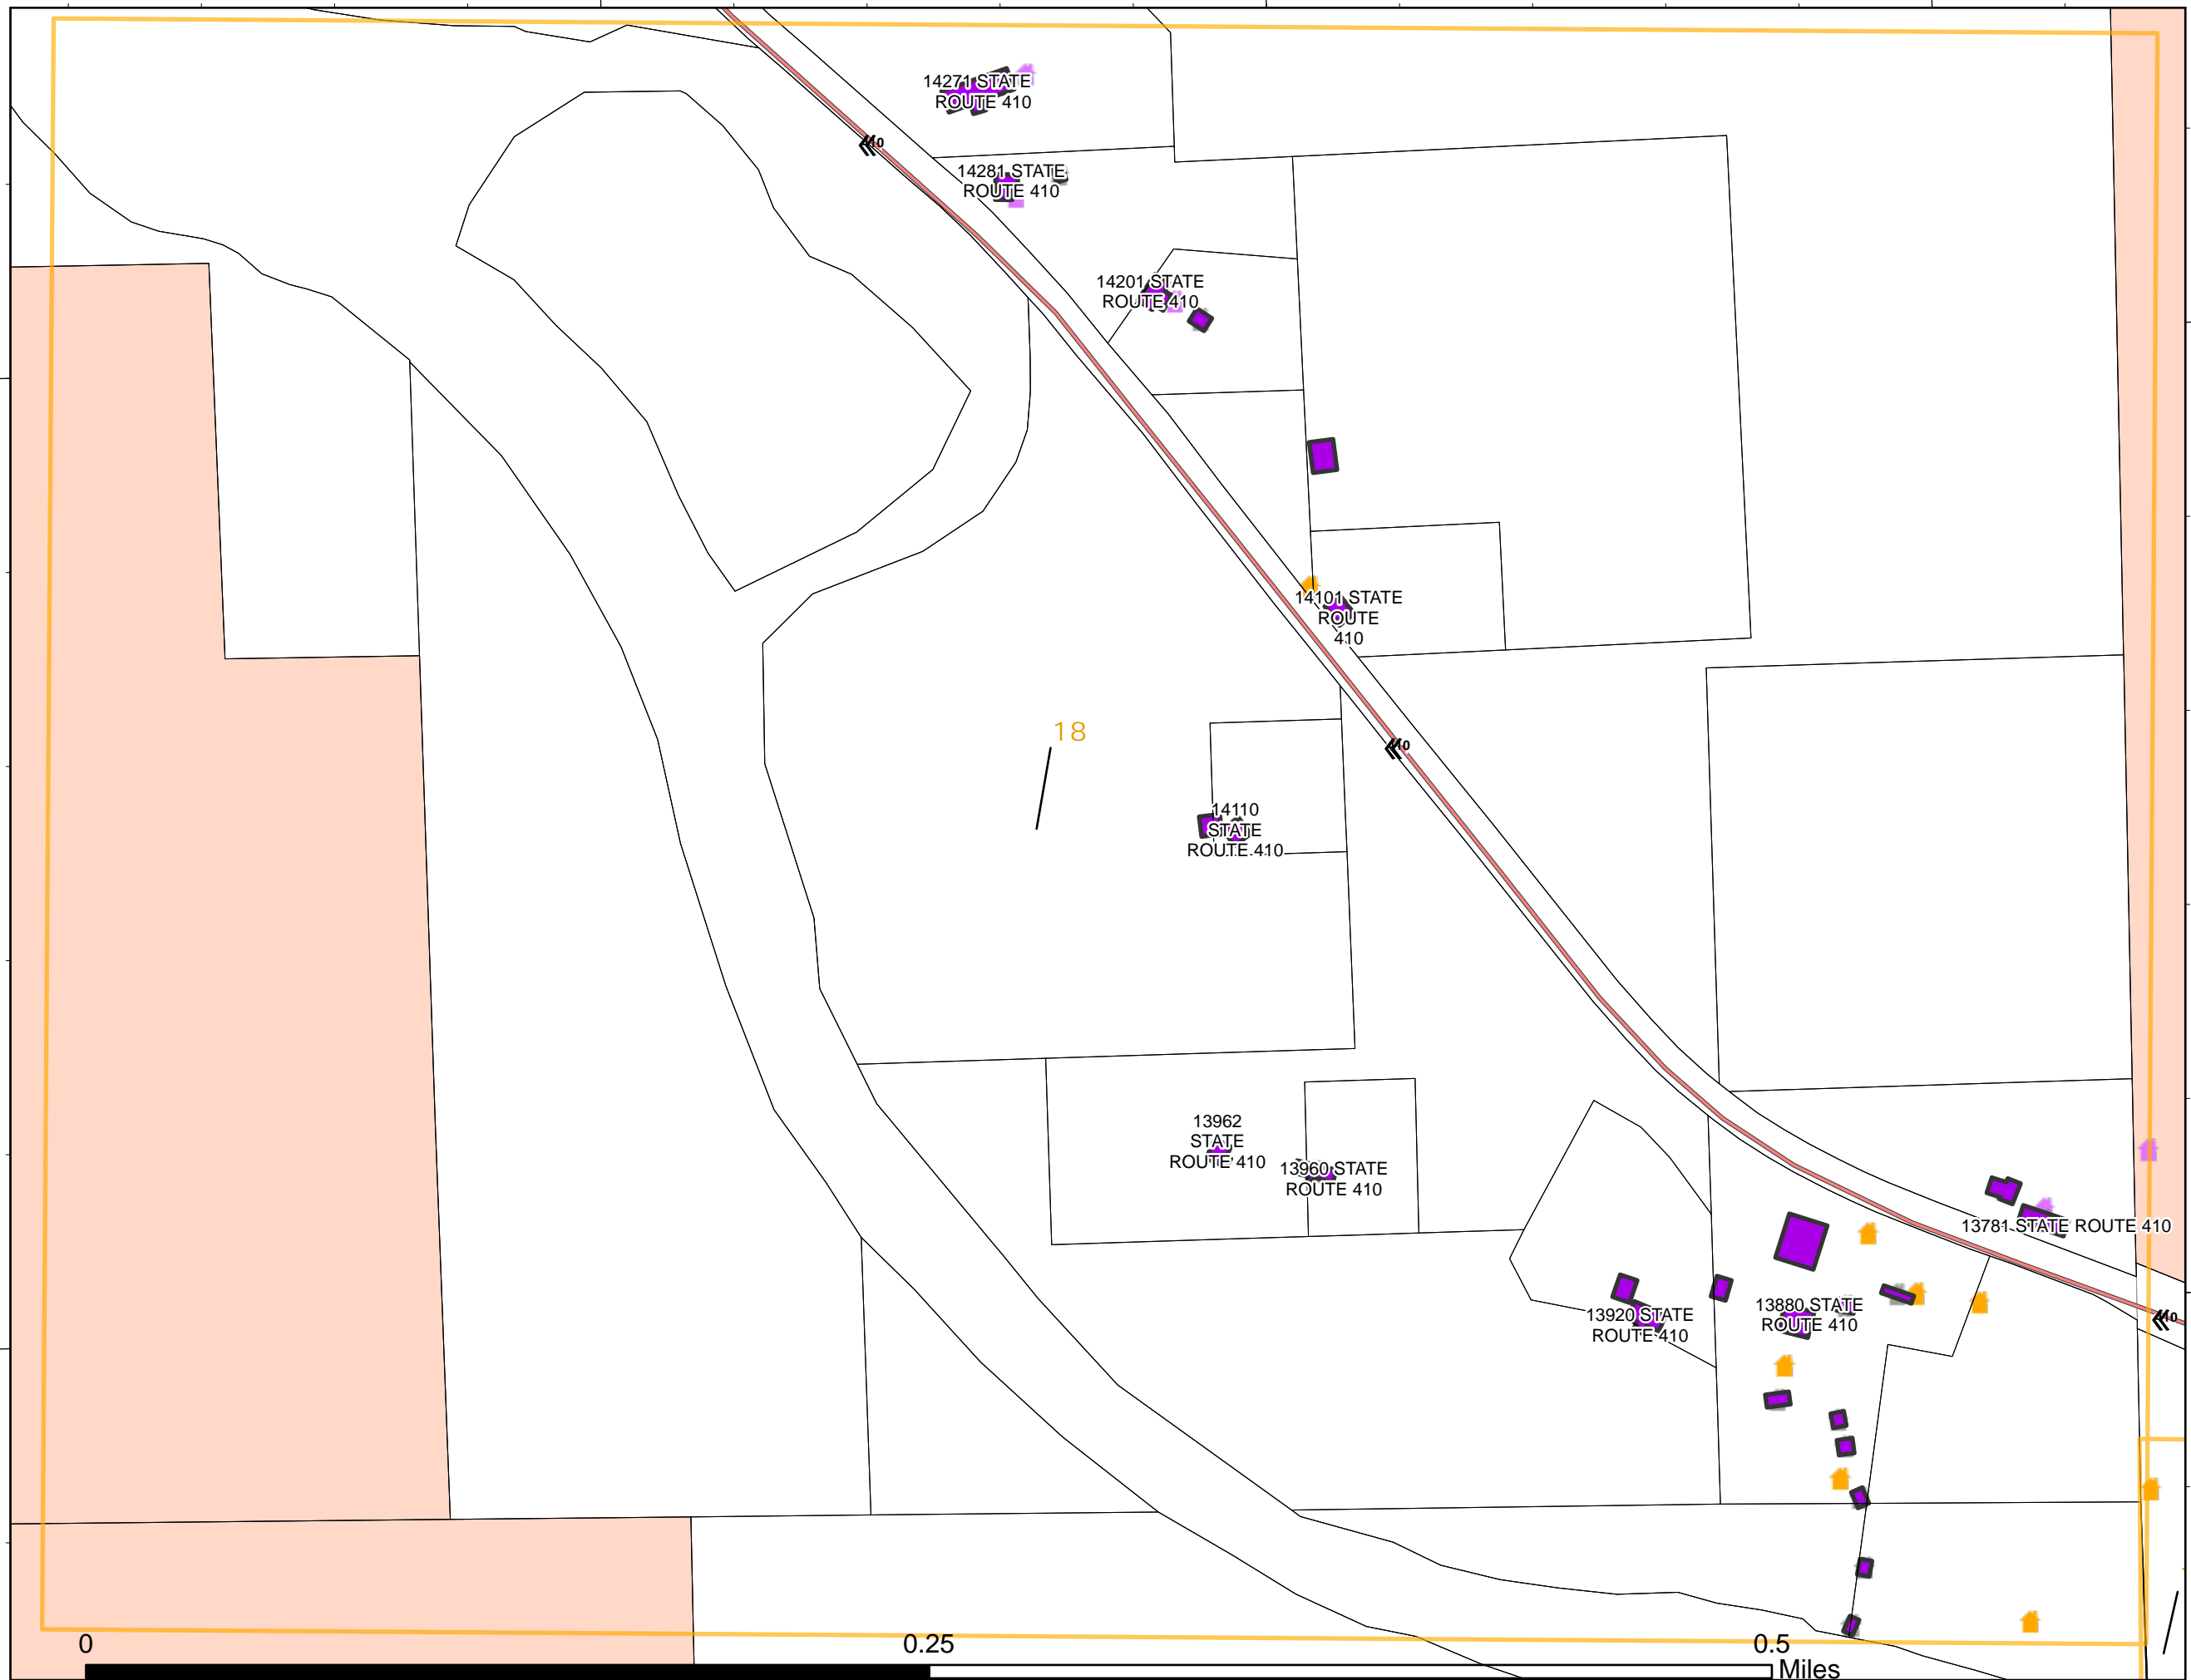 14271 STATE
ROUTE 410
14281 STATE
ROUTE 410
14201 STATE
ROUTE 410
14101 STATE
ROUTE
410
18
14110
STATE
ROUTE 410
13962
STATE
ROUTE 410
13960 STATE
ROUTE 410
13781 STATE ROUTE 410
13920 STATE
ROUTE 410
13880 STATE
ROUTE 410
0 0.25 0.5
Miles